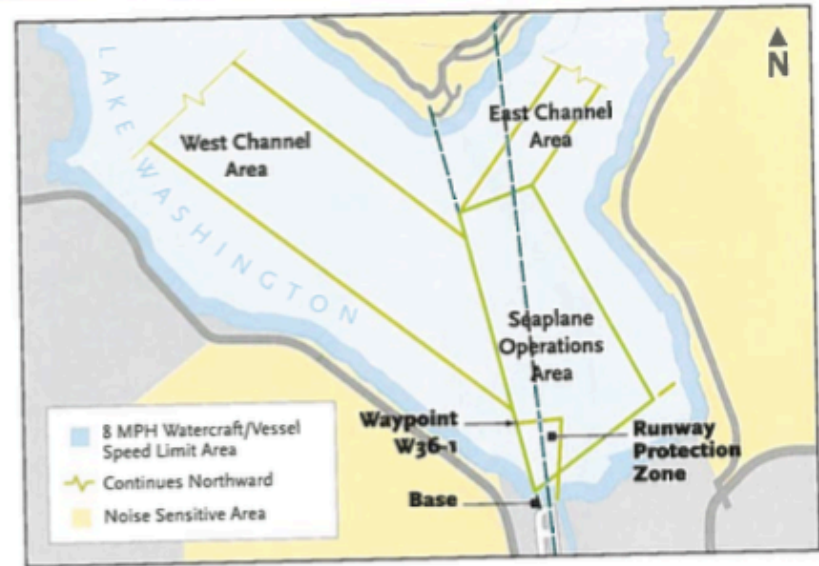 N
LAKE WASHINGTON
West Channel
Area
East Channel
Area
Seaplane
Operations
Area
Waypoint
W36-1
Runway
Protection
Zone
Base
8 MPH Watercraft/Vessel
Speed Limit Area
Continues Northward
Noise Sensitive Area